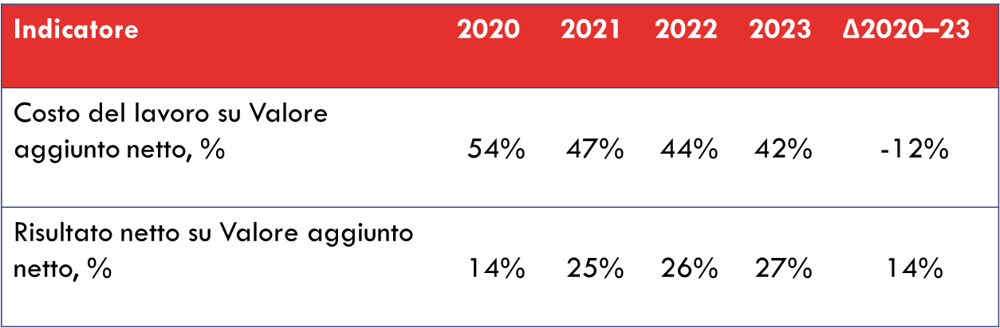 Indicatore 2020 2021 2022 2023 Δ2020–23
Costo del lavoro su Valore
aggiunto netto, % 54% 47% 44% 42% -12%
Risultato netto su Valore aggiunto
netto, % 14% 25% 26% 27% 14%